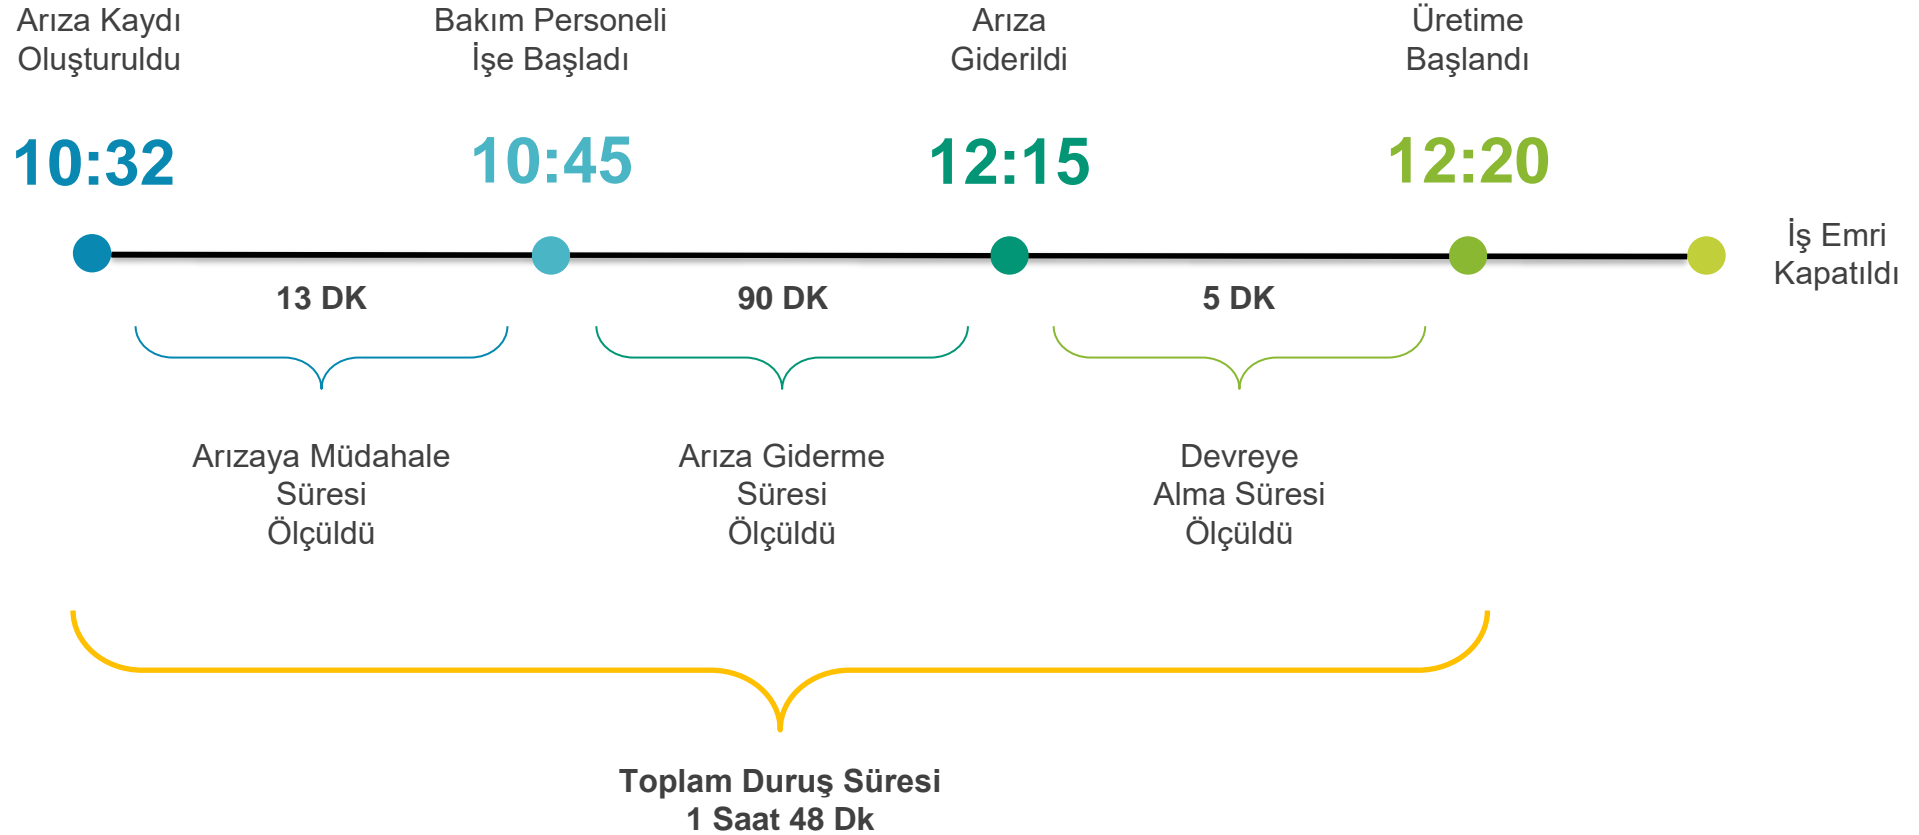 Arıza Kaydı
Oluşturuldu
Bakım Personeli
İşe Başladı
Arıza
Giderildi
Üretime
Başlandı
10:32
10:45
12:15
12:20
İş Emri
Kapatıldı
13 DK
90 DK
5 DK
Arızaya Müdahale
Süresi
Ölçüldü
Arıza Giderme
Süresi
Ölçüldü
Devreye
Alma Süresi
Ölçüldü
Toplam Duruş Süresi
1 Saat 48 Dk